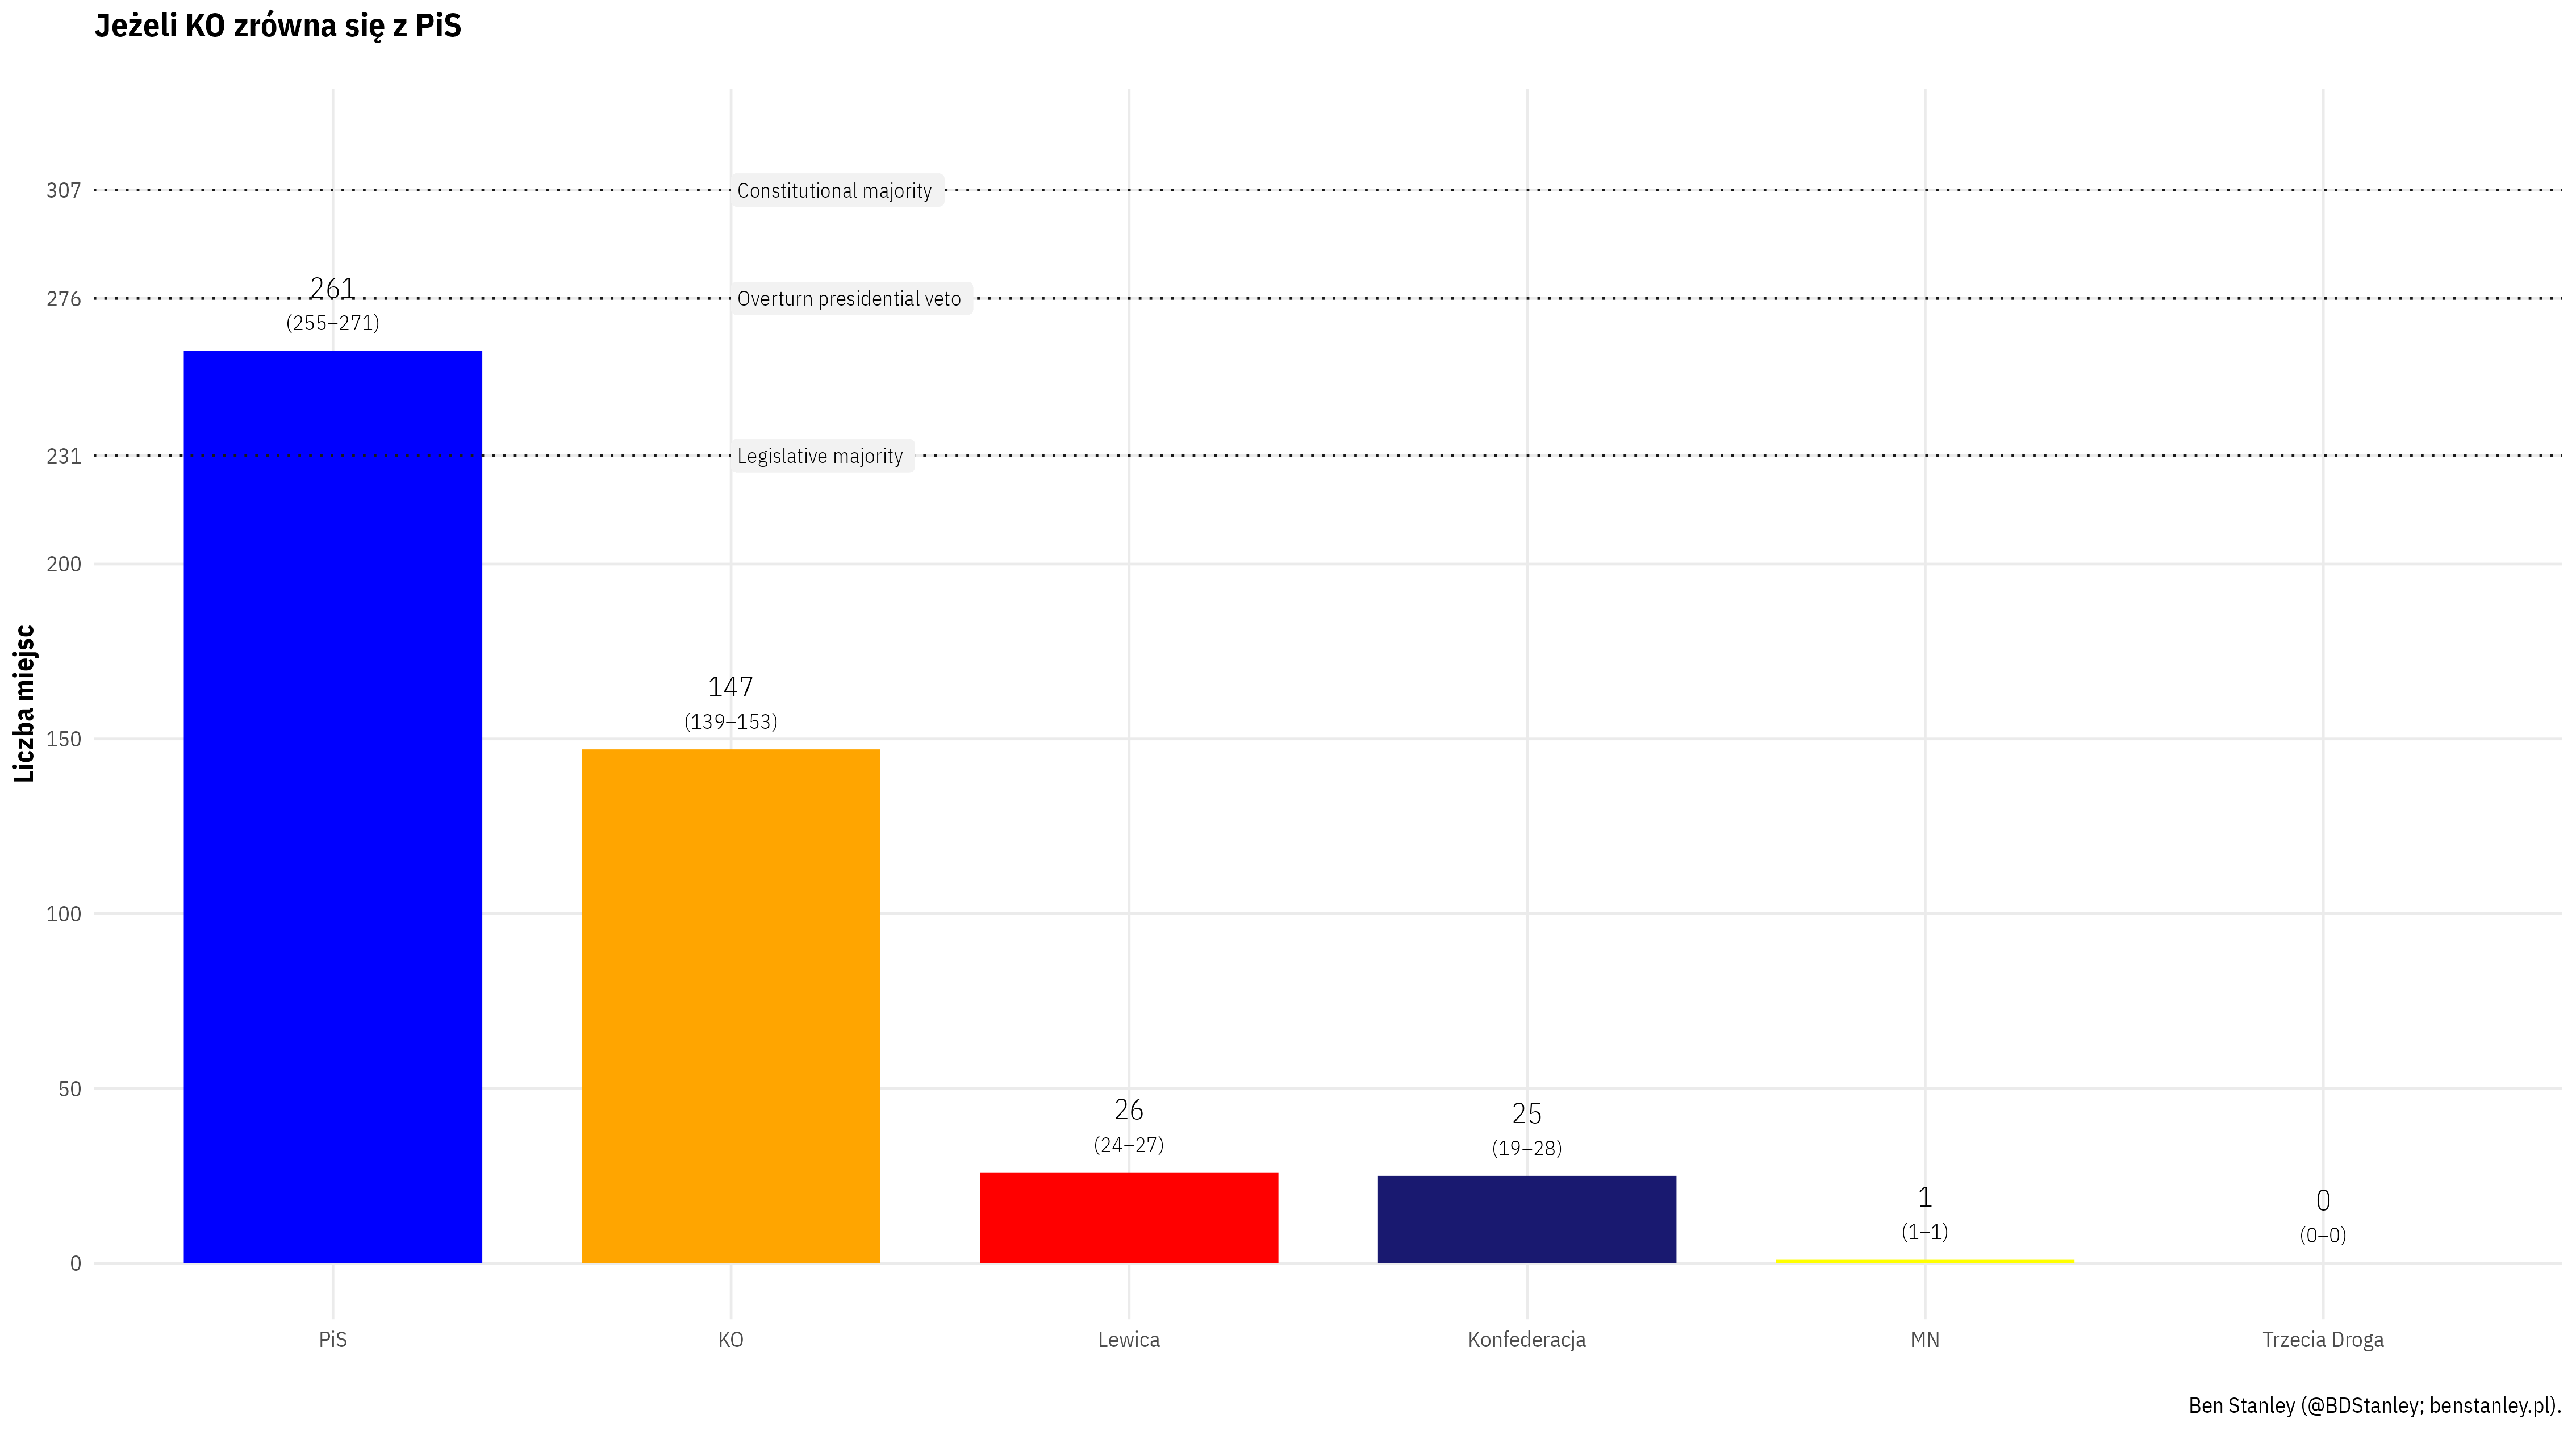 Jeżeli KO zrówna się z PiS
307
Constitutional majority
261
276
Overturn presidential veto
(255–271)
231
Legislative majority
200
147
(139–153)
150
Liczba miejsc
100
50
26
(24–27)
25
(19–28)
1
(1–1)
0
(0–0)
0
PiS
KO
Lewica
Konfederacja
MN
Trzecia Droga
Ben Stanley (@BDStanley; benstanley.pl).